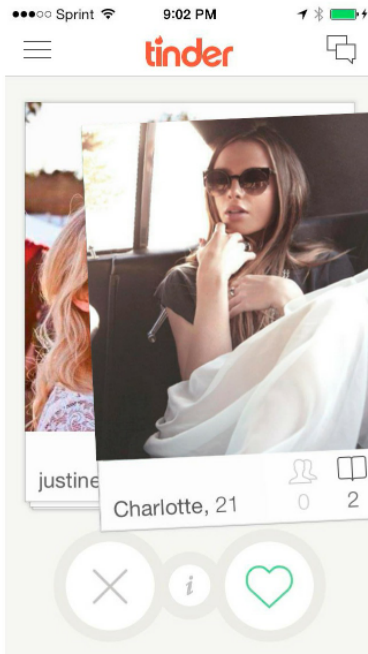 Sprint 9:02 PM
tinder
justine
Charlotte, 21
0 2
i